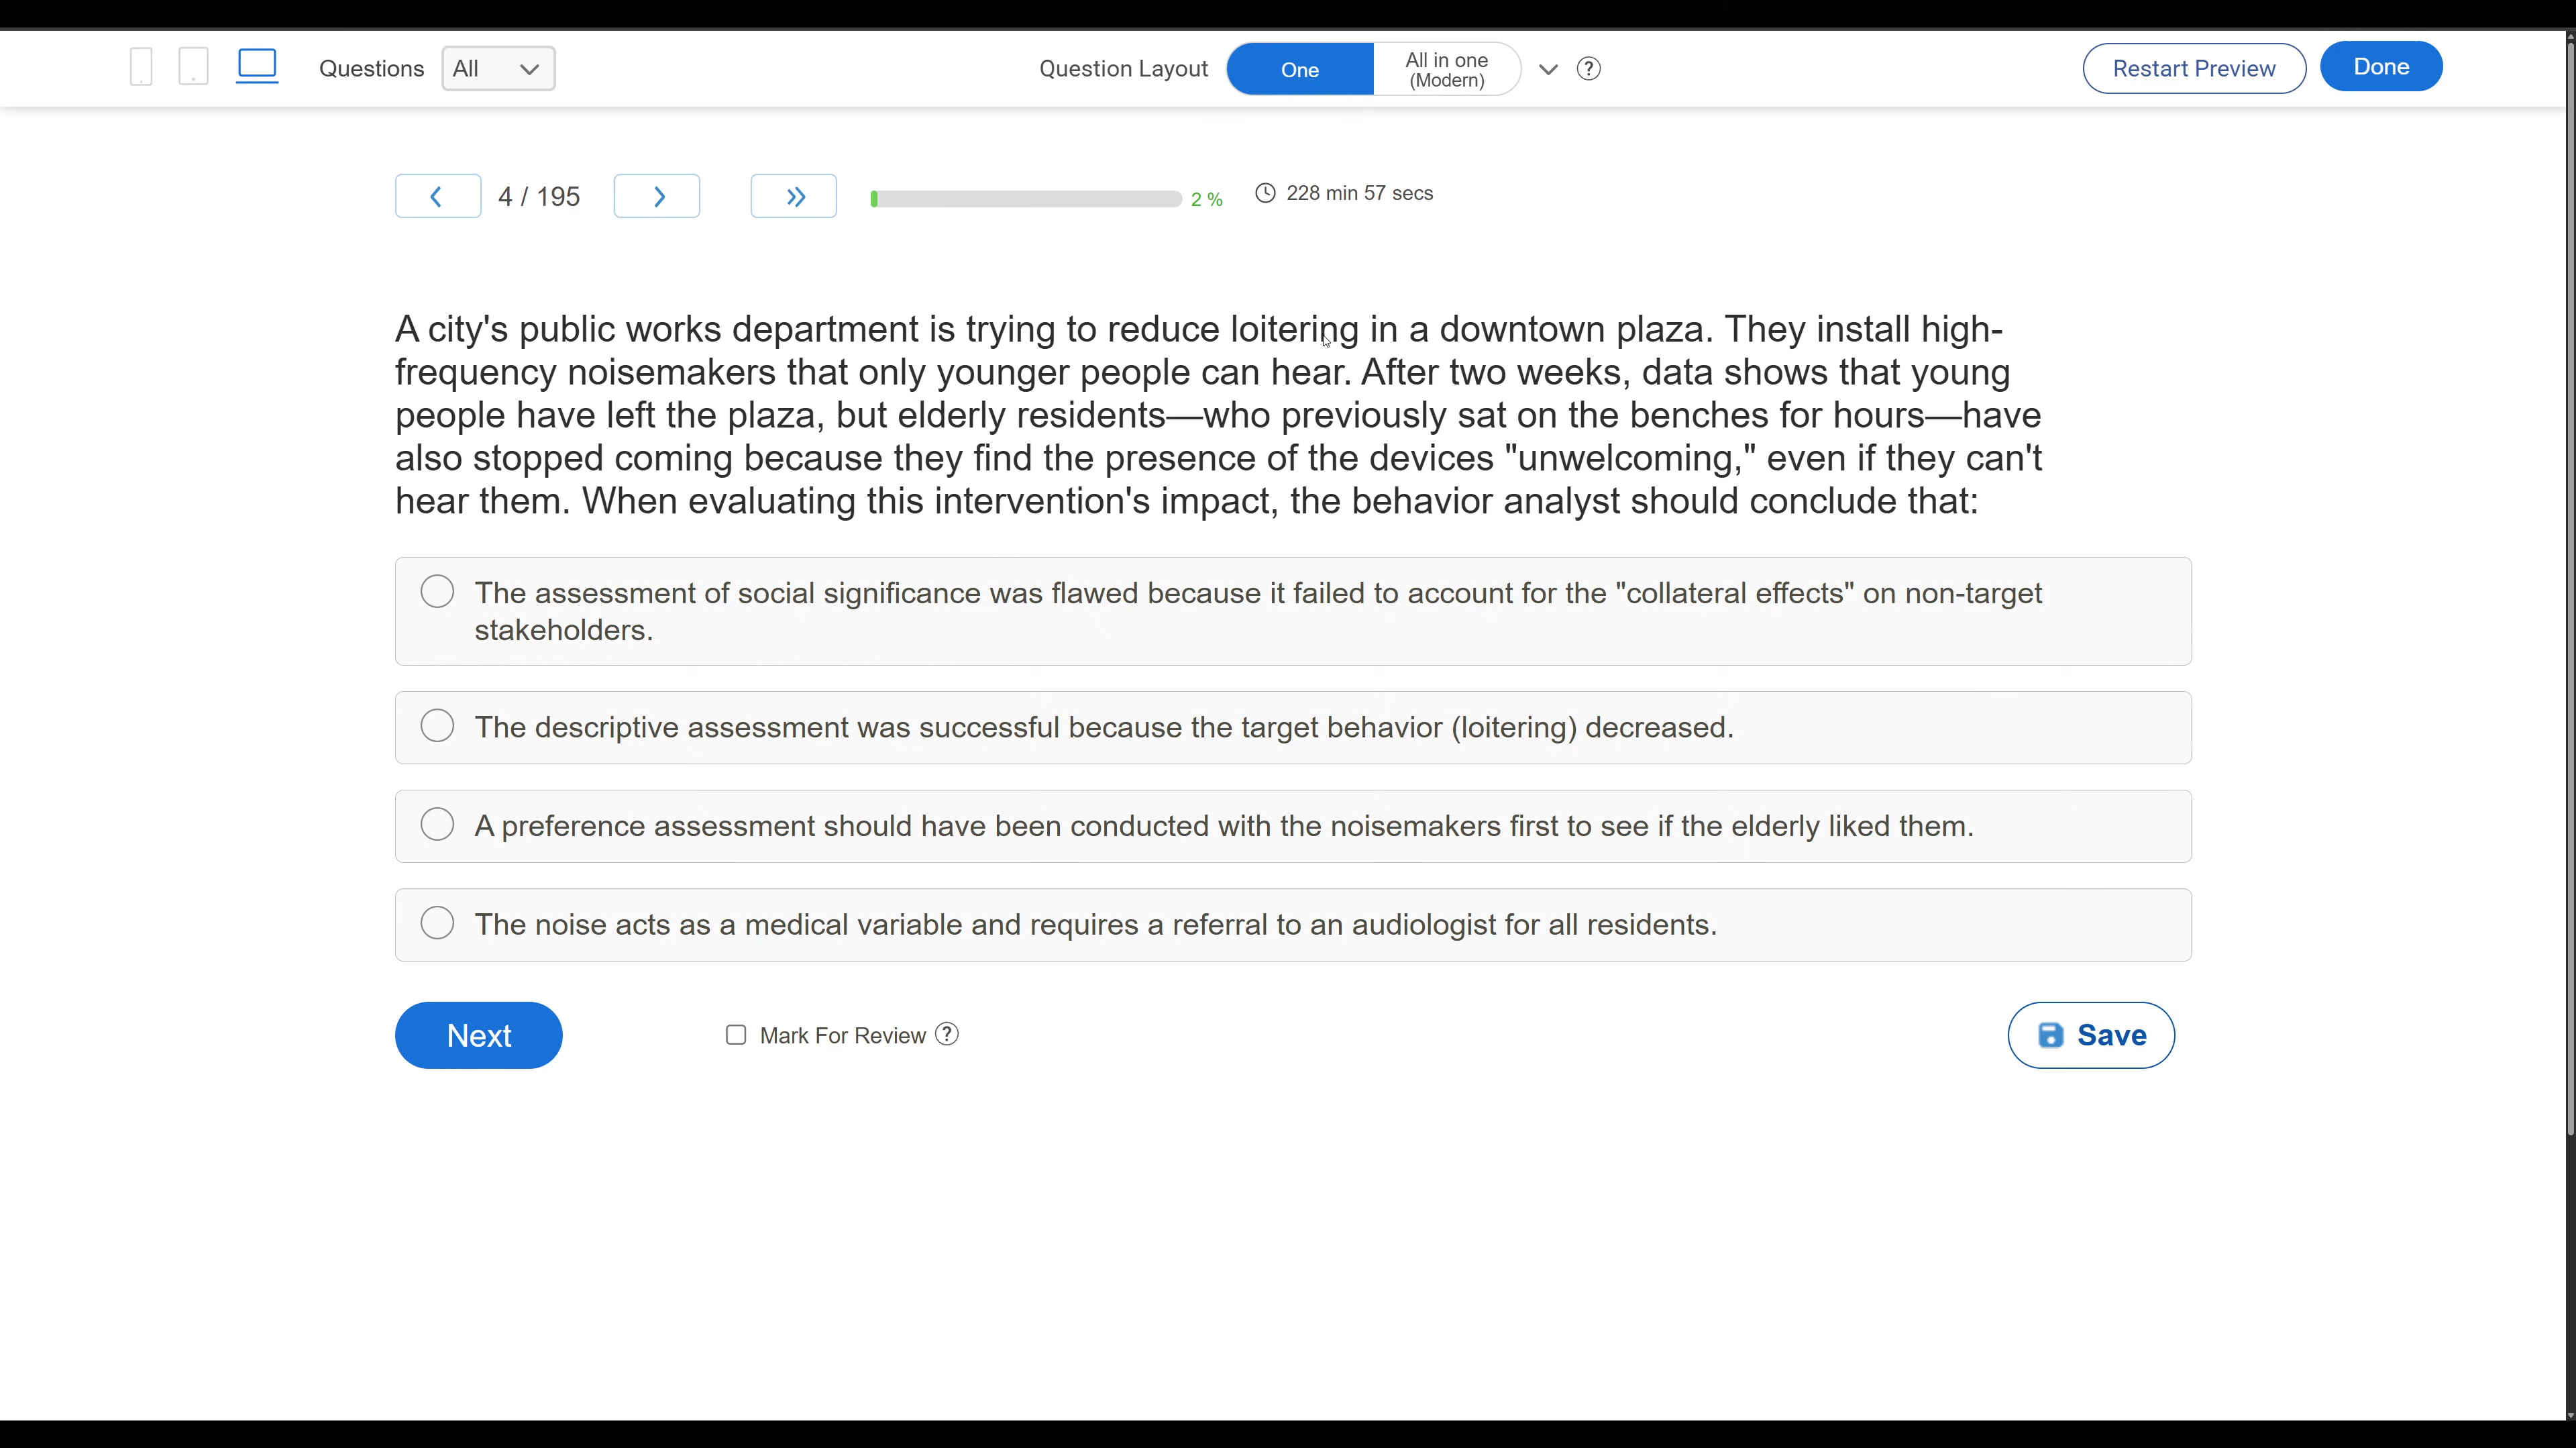 Questions All Question Layout One All in one (Modern) Restart Preview Done
4 / 195 2 % 228 min 57 secs
A city's public works department is trying to reduce loitering in a downtown plaza. They install high-
frequency noisemakers that only younger people can hear. After two weeks, data shows that young
people have left the plaza, but elderly residents—who previously sat on the benches for hours—have
also stopped coming because they find the presence of the devices "unwelcoming," even if they can't
hear them. When evaluating this intervention's impact, the behavior analyst should conclude that:
The assessment of social significance was flawed because it failed to account for the "collateral effects" on non-target
stakeholders.
The descriptive assessment was successful because the target behavior (loitering) decreased.
A preference assessment should have been conducted with the noisemakers first to see if the elderly liked them.
The noise acts as a medical variable and requires a referral to an audiologist for all residents.
Next Mark For Review ? Save